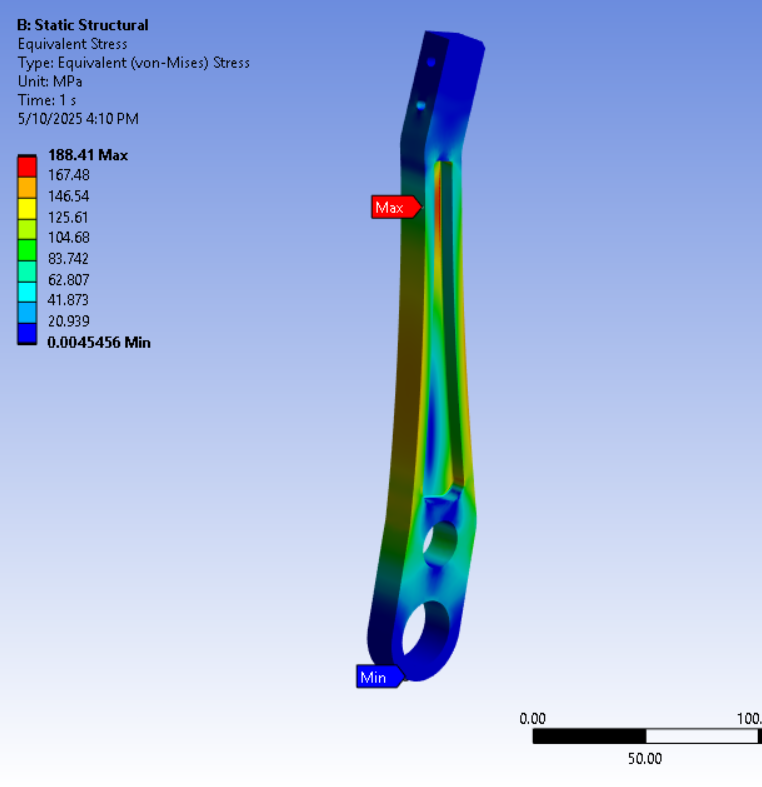 B: Static Structural
Equivalent Stress
Type: Equivalent (von-Mises) Stress
Unit: MPa
Time: 1 s
5/10/2025 4:10 PM
188.41 Max
167.48
146.54
125.61
104.68
83.742
62.807
41.873
20.939
0.0045456 Min
Max
Min
0.00
100.
50.00